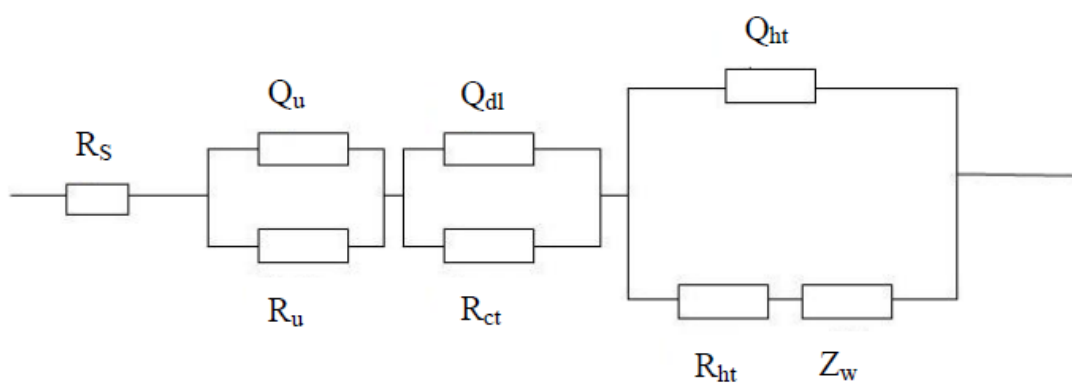 Q_ht
Q_u
Q_dl
R_S
R_u
R_ct
R_ht
Z_w